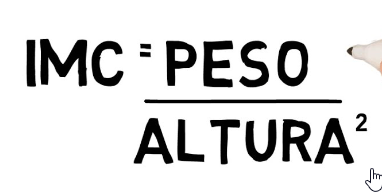 IMC = PESO
ALTURA²